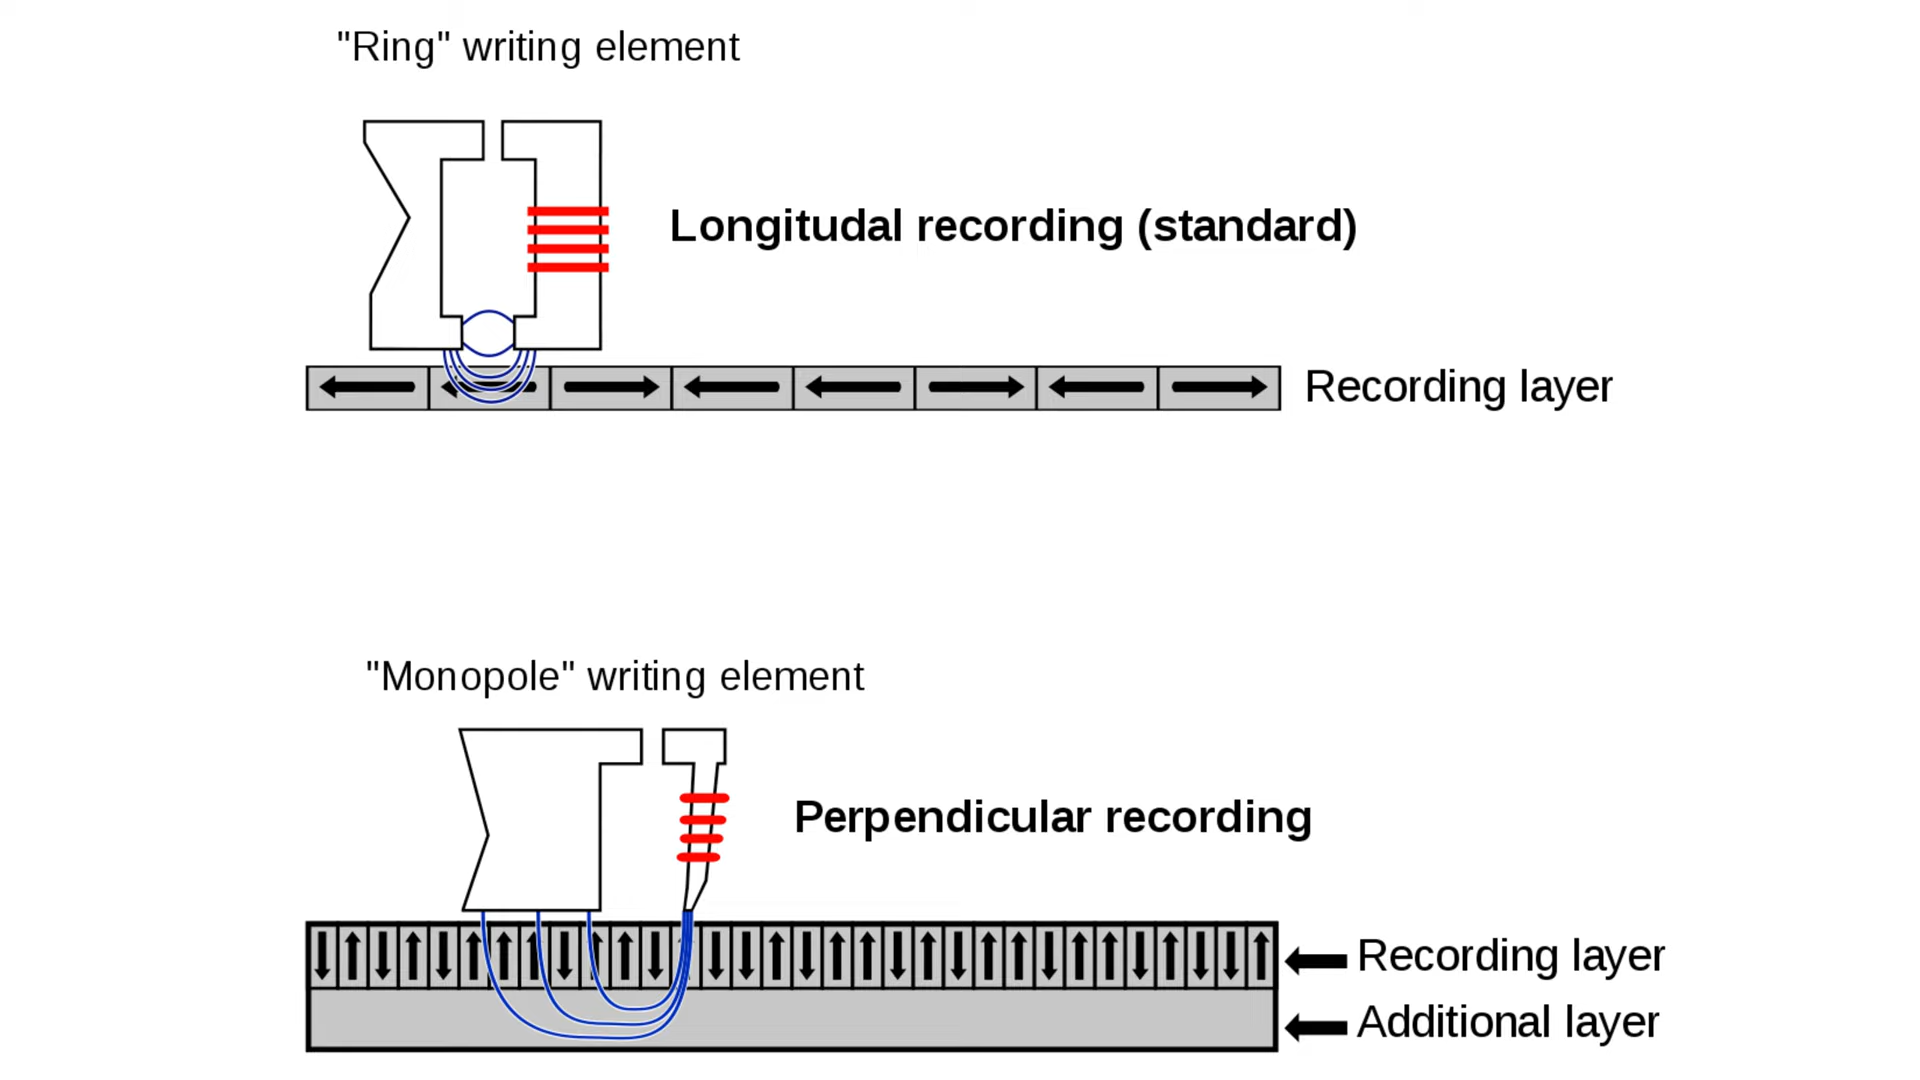 "Ring" writing element
Longitudal recording (standard)
Recording layer
"Monopole" writing element
Perpendicular recording
Recording layer
Additional layer